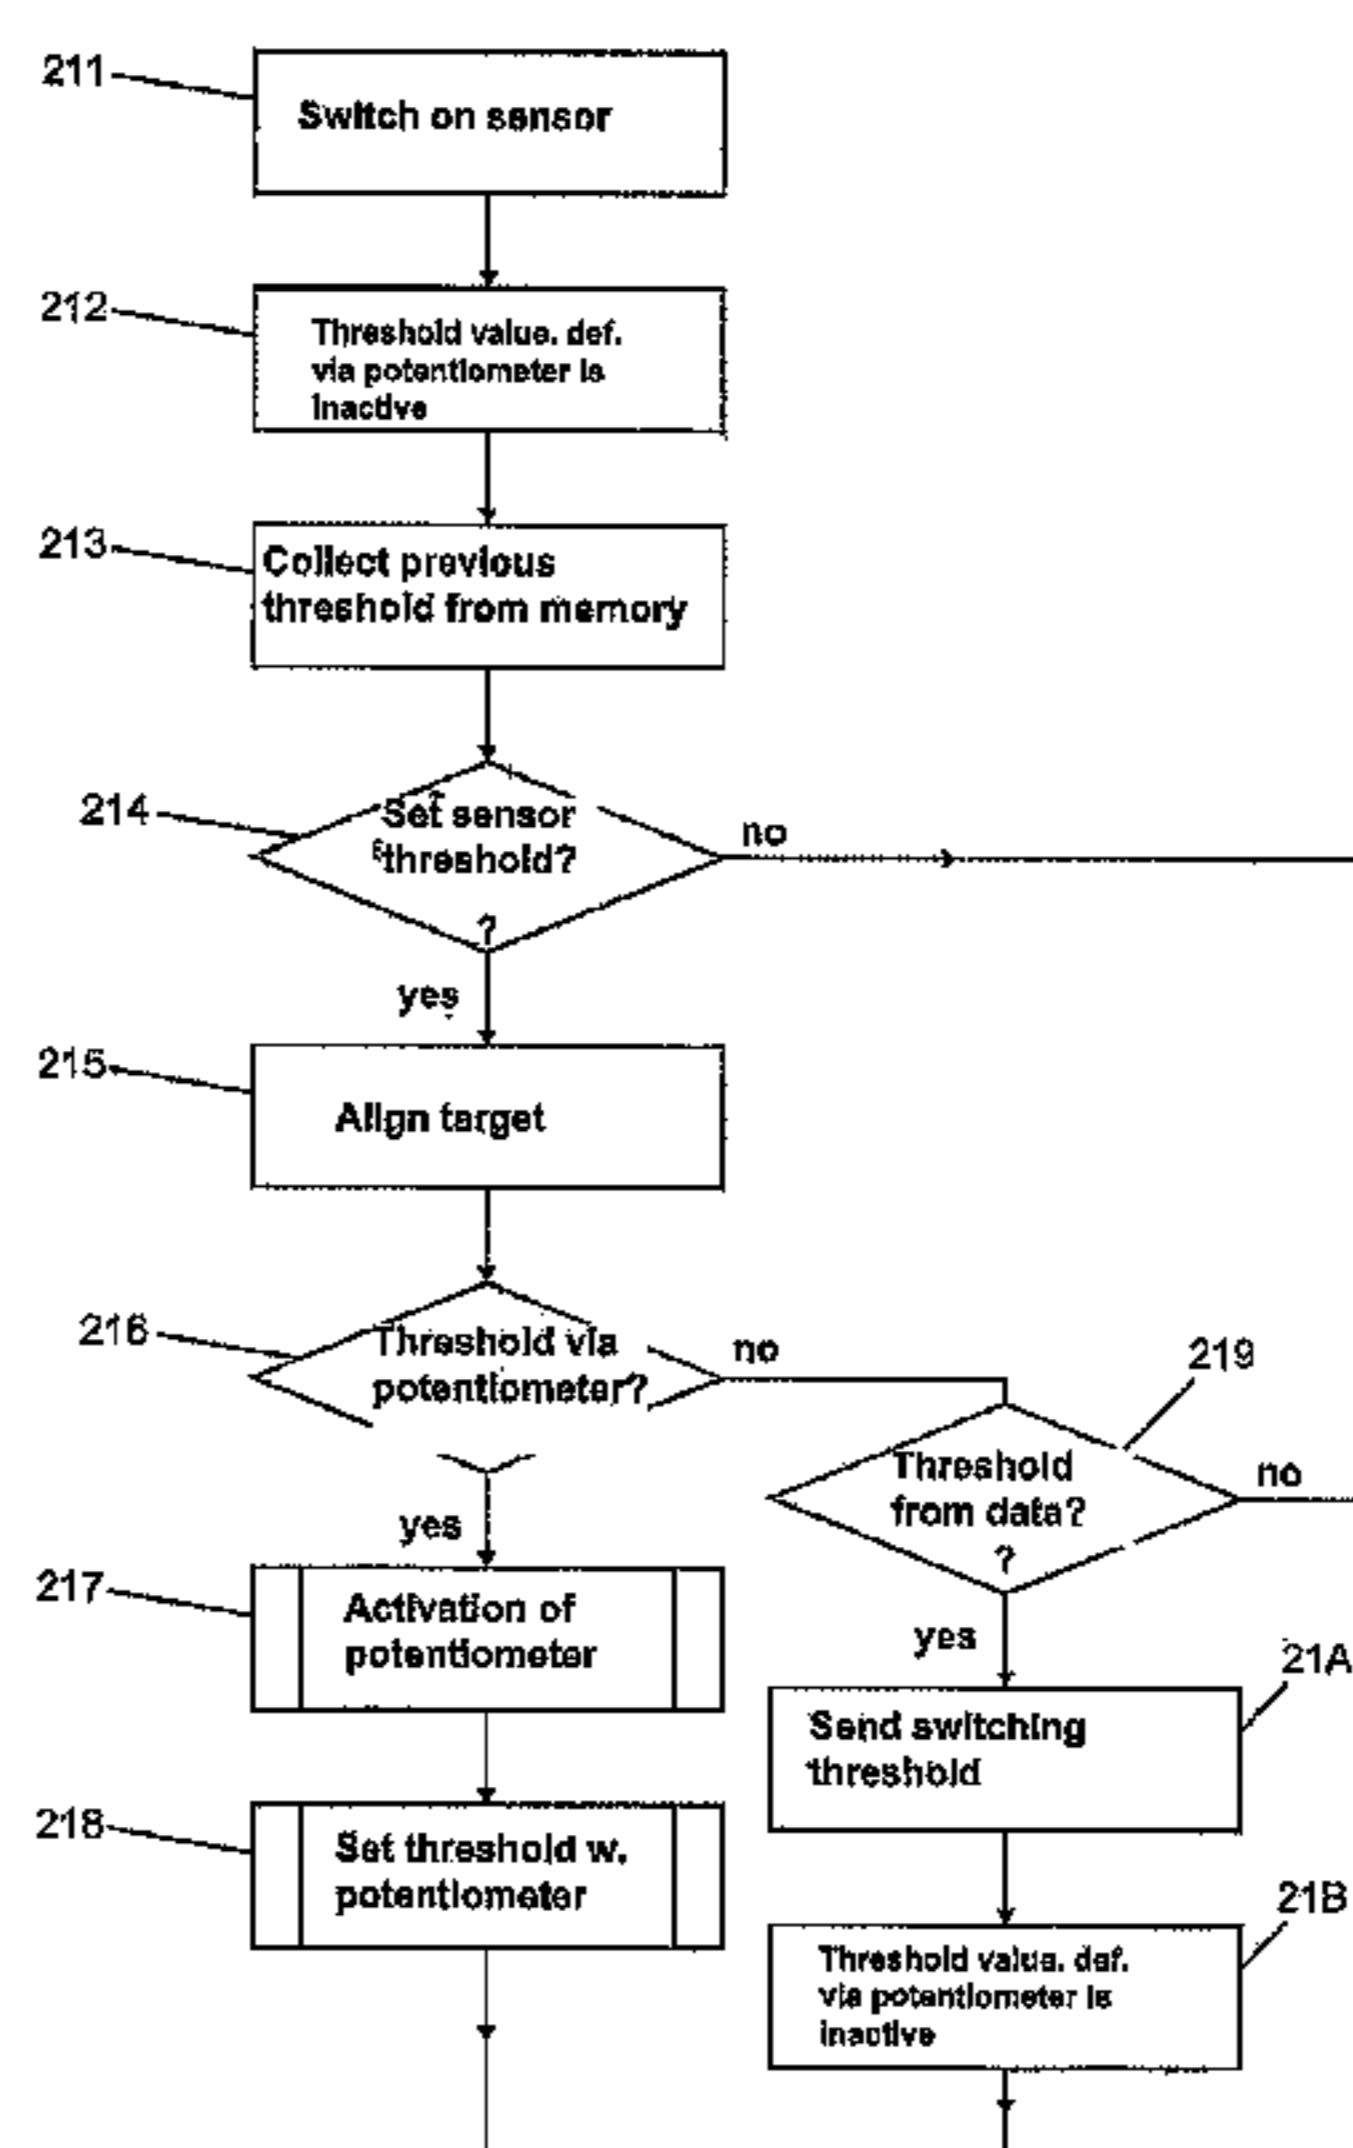 211
Switch on sensor
212
Threshold value. def.
via potentiometer is
inactive
213
Collect previous
threshold from memory
214
Set sensor
threshold?
?
no
yes
215
Align target
216
Threshold via
potentiometer?
no
219
Threshold
from data?
?
no
yes
yes
217
Activation of
potentiometer
21A
Send switching
threshold
218
Set threshold w.
potentiometer
21B
Threshold value. def.
via potentiometer is
inactive